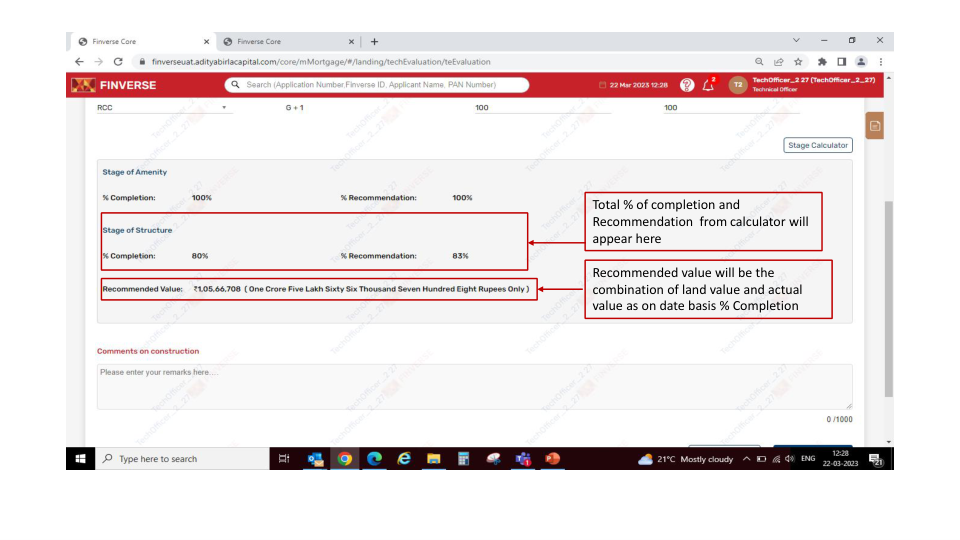 Finverse Core
Finverse Core
finverseuat.adityabirlacapital.com/core/mMortgage/#/landing/techEvaluation/teEvaluation
FINVERSE
Search (Application Number,Finverse ID, Applicant Name, PAN Number)
22 Mar 2023 12:28
2
T2
TechOfficer_2 27 (TechOfficer_2_27)
Technical Officer
RCC
G + 1
100
100
Stage Calculator
Stage of Amenity
% Completion: 100% % Recommendation: 100%
Total % of completion and
Recommendation from calculator will
appear here
Stage of Structure
% Completion: 80% % Recommendation: 83%
Recommended value will be the
combination of land value and actual
value as on date basis % Completion
Recommended Value: ₹1,05,66,708 ( One Crore Five Lakh Sixty Six Thousand Seven Hundred Eight Rupees Only )
Comments on construction
Please enter your remarks here....
0 /1000
Type here to search
21°C Mostly cloudy
ENG
12:28
22-03-2023
21